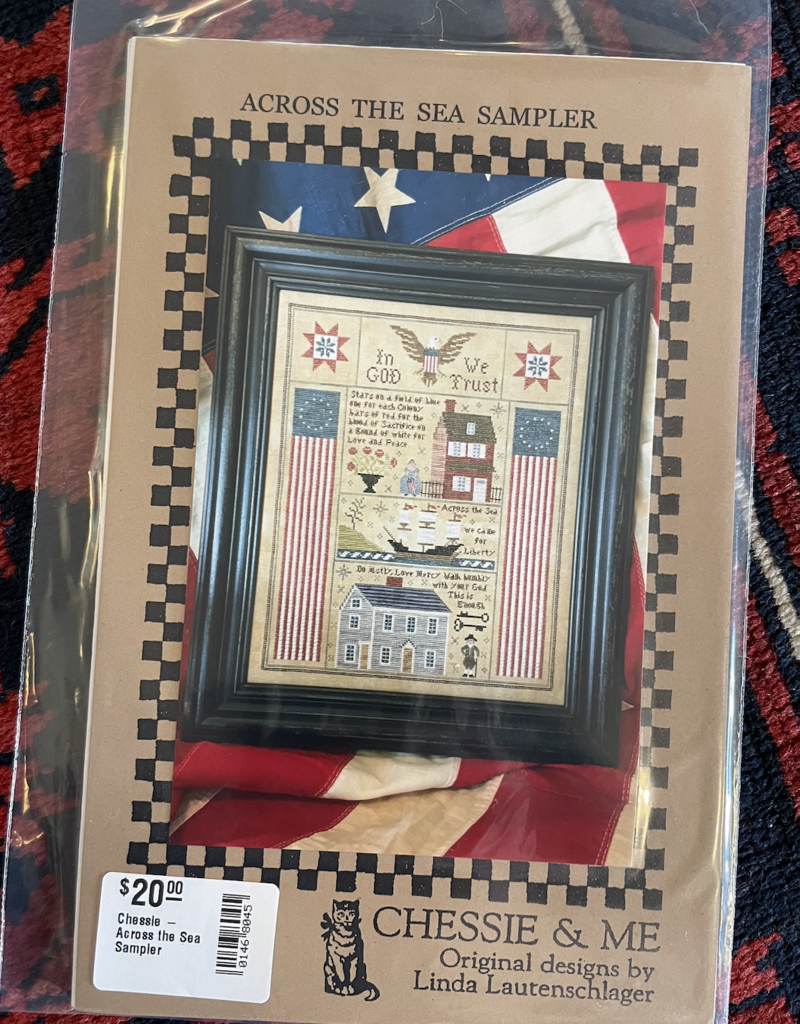 ACROSS THE SEA SAMPLER
In We
GOD Trust
Stars on a field of blue
one for each Colony
bars of red for the
blood of Sacrifice on
a Bound of white for
Love and Peace
Across the Sea
we came
for
Liberty
Do Justly, Love Mercy Walk humbly
with your God
This is
Enough
$20.00
Chessie –
Across the Sea
Sampler
0146 8045
CHESSIE & ME
Original designs by
Linda Lautenschlager